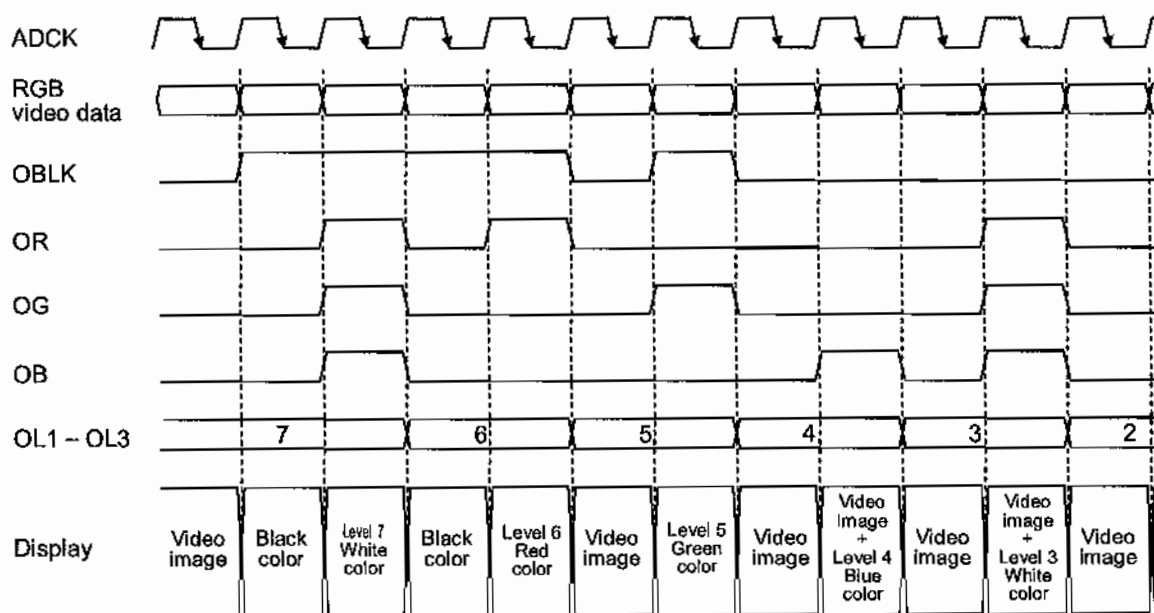 ADCK
RGB
video data
OBLK
OR
OG
OB
OL1 – OL3
7
6
5
4
3
2
Display
Video
image
Black
color
Level 7
White
color
Black
color
Level 6
Red
color
Video
image
Level 5
Green
color
Video
image
Video
Image
+
Level 4
Blue
color
Video
image
Video
image
+
Level 3
White
color
Video
Image